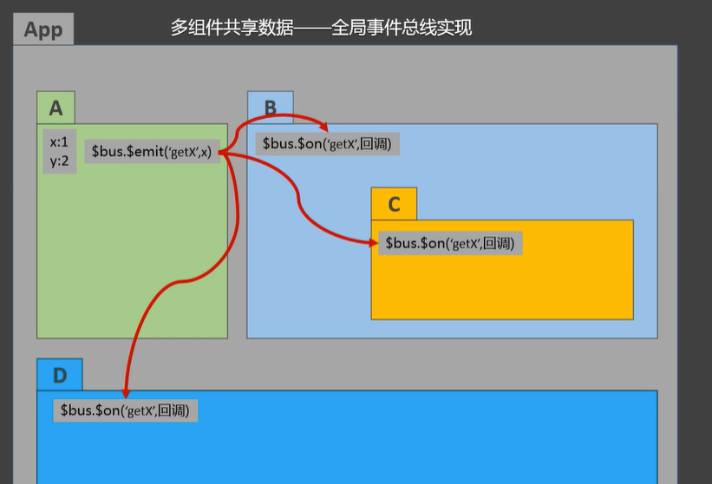 App
多组件共享数据——全局事件总线实现
A
B
x:1
y:2
$bus.$emit('getX',x)
$bus.$on('getX',回调)
C
$bus.$on('getX',回调)
D
$bus.$on('getX',回调)